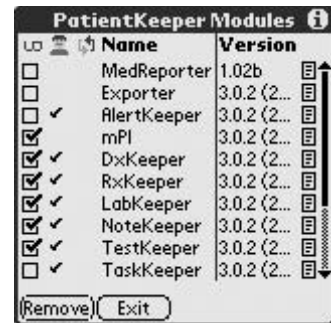 PatientKeeper Modules
Name Version
MedReporter 1.02b
Exporter 3.0.2 (2...
AlertKeeper 3.0.2 (2...
mPI 3.0.2 (2...
DxKeeper 3.0.2 (2...
RxKeeper 3.0.2 (2...
LabKeeper 3.0.2 (2...
NoteKeeper 3.0.2 (2...
TestKeeper 3.0.2 (2...
TaskKeeper 3.0.2 (2...
Remove Exit